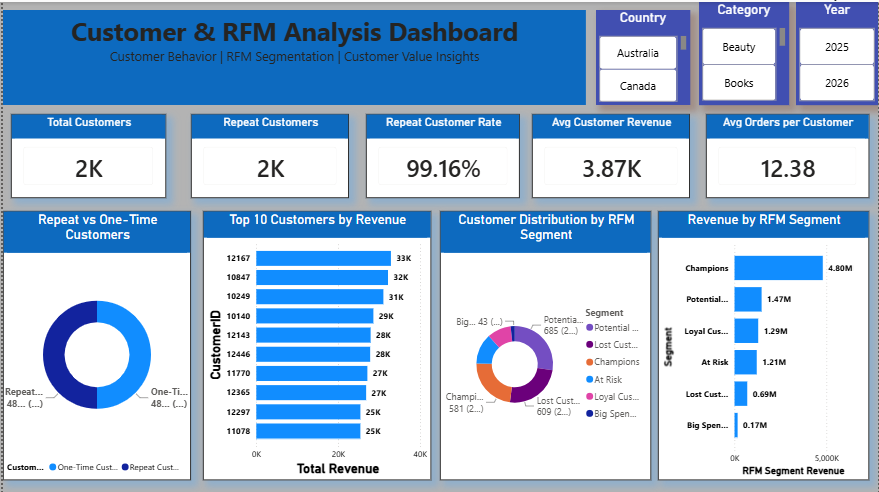 Customer & RFM Analysis Dashboard
Customer Behavior | RFM Segmentation | Customer Value Insights
Country
Australia
Canada
Category
Beauty
Books
Year
2025
2026
Total Customers
2K
Repeat Customers
2K
Repeat Customer Rate
99.16%
Avg Customer Revenue
3.87K
Avg Orders per Customer
12.38
Repeat vs One-Time
Customers
Repeat...
48... (...)
One-Ti...
48... (...)
Custom...
One-Time Cust...
Repeat Cust...
Top 10 Customers by Revenue
CustomerID
12167 33K
10847 32K
10249 31K
10140 29K
12143 28K
12446 28K
11770 27K
12365 27K
12297 25K
11078 25K
0K 20K 40K
Total Revenue
Customer Distribution by RFM
Segment
Big... 43 (...)
Potentia...
685 (2...)
Champi...
581 (2...)
Lost Cust...
609 (2...)
Segment
Potential ...
Lost Cust...
Champions
At Risk
Loyal Cus...
Big Spen...
Revenue by RFM Segment
Segment
Champions 4.80M
Potential... 1.47M
Loyal Cus... 1.29M
At Risk 1.21M
Lost Cust... 0.69M
Big Spen... 0.17M
0K 5,000K
RFM Segment Revenue